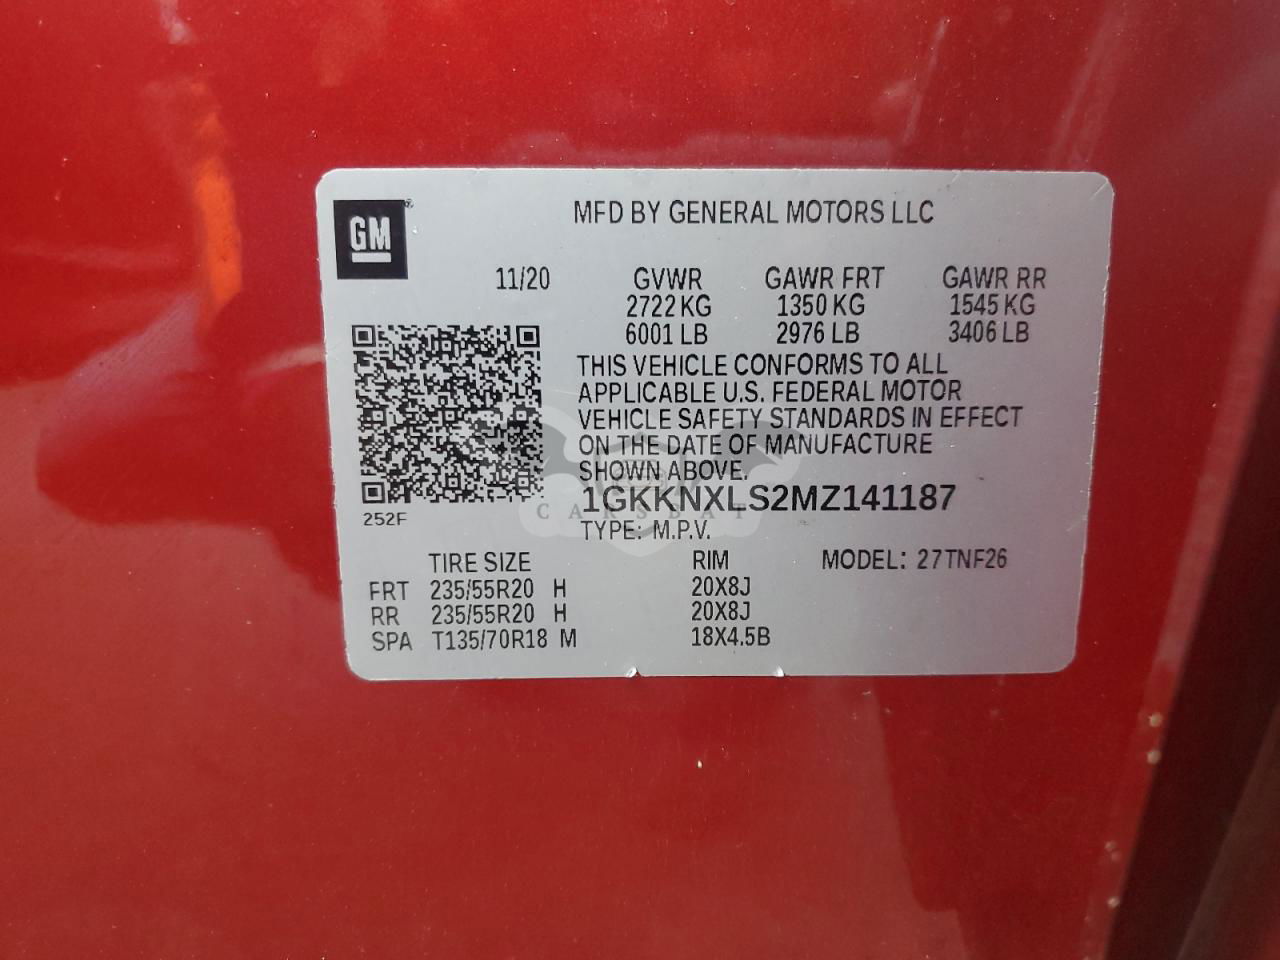 GM®
MFD BY GENERAL MOTORS LLC
11/20 GVWR GAWR FRT GAWR RR
2722 KG 1350 KG 1545 KG
6001 LB 2976 LB 3406 LB
THIS VEHICLE CONFORMS TO ALL
APPLICABLE U.S. FEDERAL MOTOR
VEHICLE SAFETY STANDARDS IN EFFECT
ON THE DATE OF MANUFACTURE
SHOWN ABOVE.
1GKKNXLS2MZ141187
CARSBAT
252F
TYPE: M.P.V.
TIRE SIZE RIM MODEL: 27TNF26
FRT 235/55R20 H 20X8J
RR 235/55R20 H 20X8J
SPA T135/70R18 M 18X4.5B